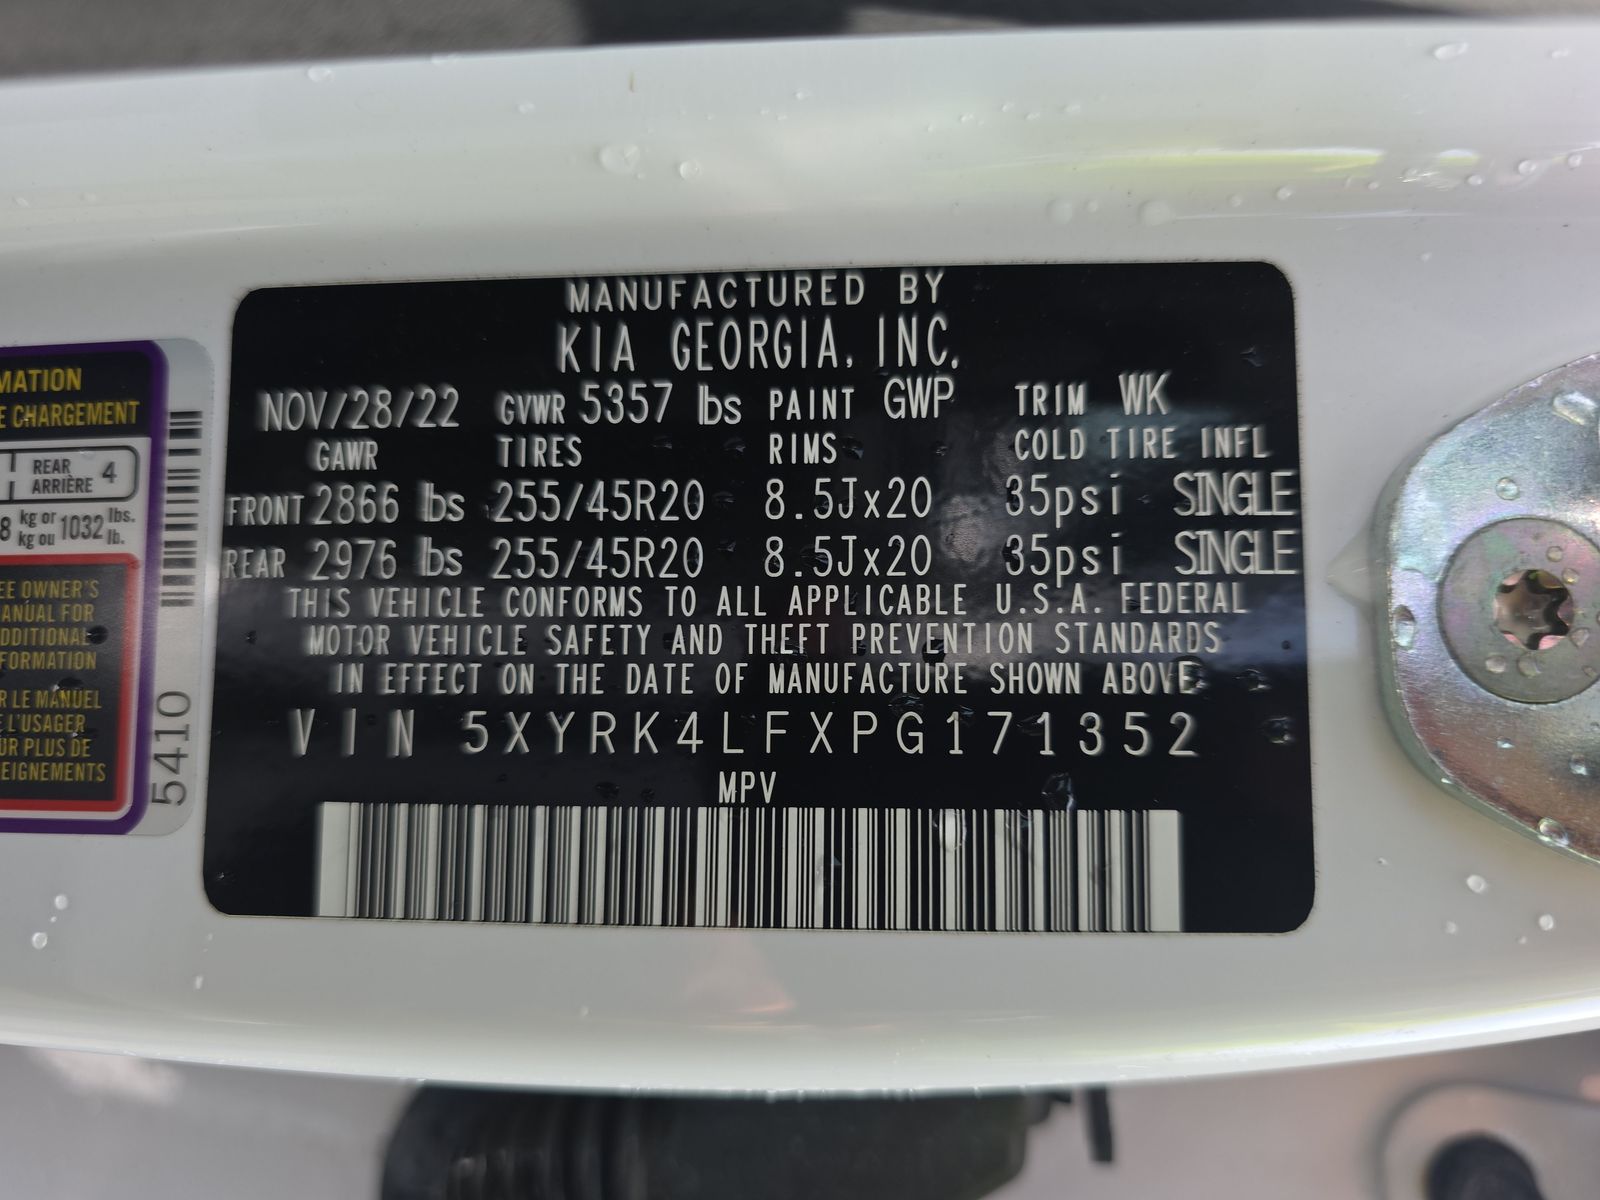 MANUFACTURED BY
KIA GEORGIA, INC.
NOV/28/22 GVWR 5357 lbs PAINT GWP TRIM WK
GAWR TIRES RIMS COLD TIRE INFL
FRONT 2866 lbs 255/45R20 8.5Jx20 35psi SINGLE
REAR 2976 lbs 255/45R20 8.5Jx20 35psi SINGLE
THIS VEHICLE CONFORMS TO ALL APPLICABLE U.S.A. FEDERAL
MOTOR VEHICLE SAFETY AND THEFT PREVENTION STANDARDS
IN EFFECT ON THE DATE OF MANUFACTURE SHOWN ABOVE
VIN 5XYRK4LFXPG171352
MPV
MATION
E CHARGEMENT
REAR
ARRIÈRE 4
8 kg or 1032 lbs.
kg ou lb.
EE OWNER'S
ANUAL FOR
DDITIONAL
FORMATION
R LE MANUEL
E L'USAGER
UR PLUS DE
EIGNEMENTS
5410